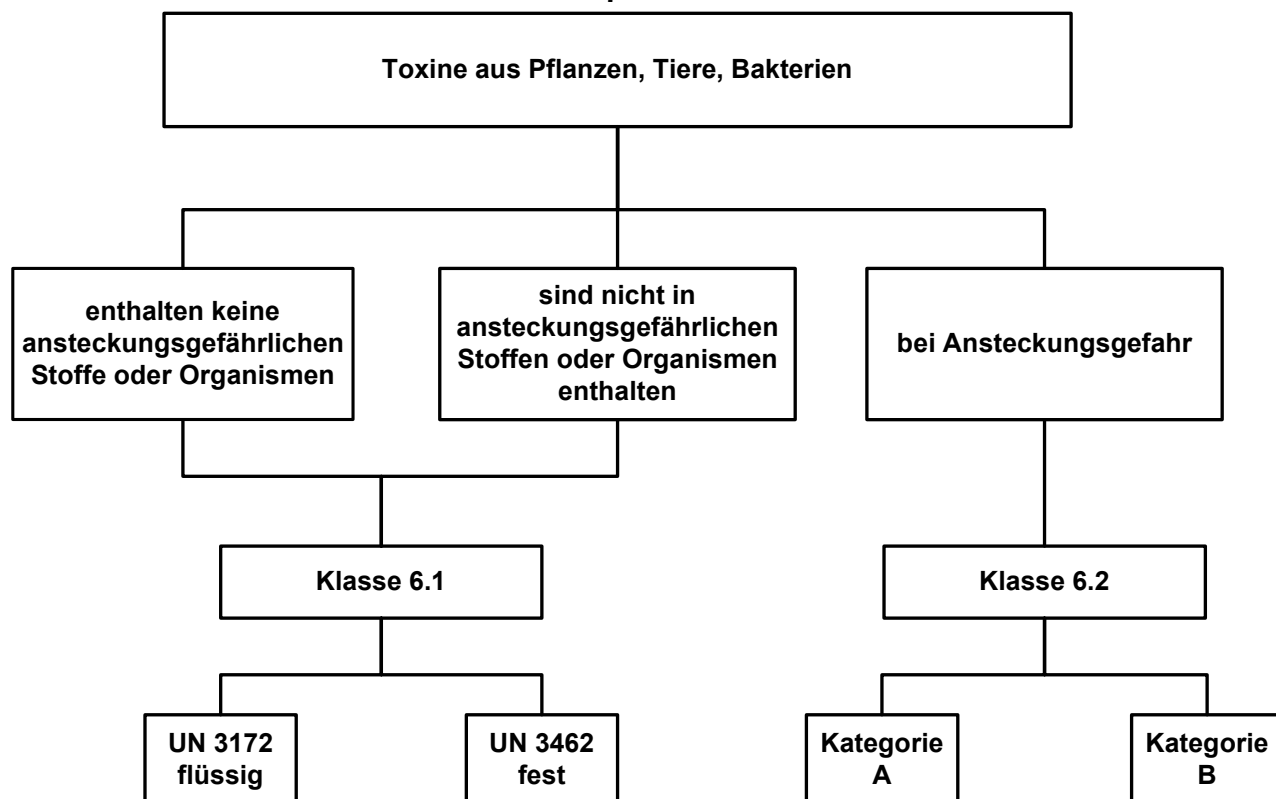 Toxine aus Pflanzen, Tiere, Bakterien
enthalten keine
ansteckungsgefährlichen
Stoffe oder Organismen
sind nicht in
ansteckungsgefährlichen
Stoffen oder Organismen
enthalten
bei Ansteckungsgefahr
Klasse 6.1
Klasse 6.2
UN 3172
flüssig
UN 3462
fest
Kategorie
A
Kategorie
B